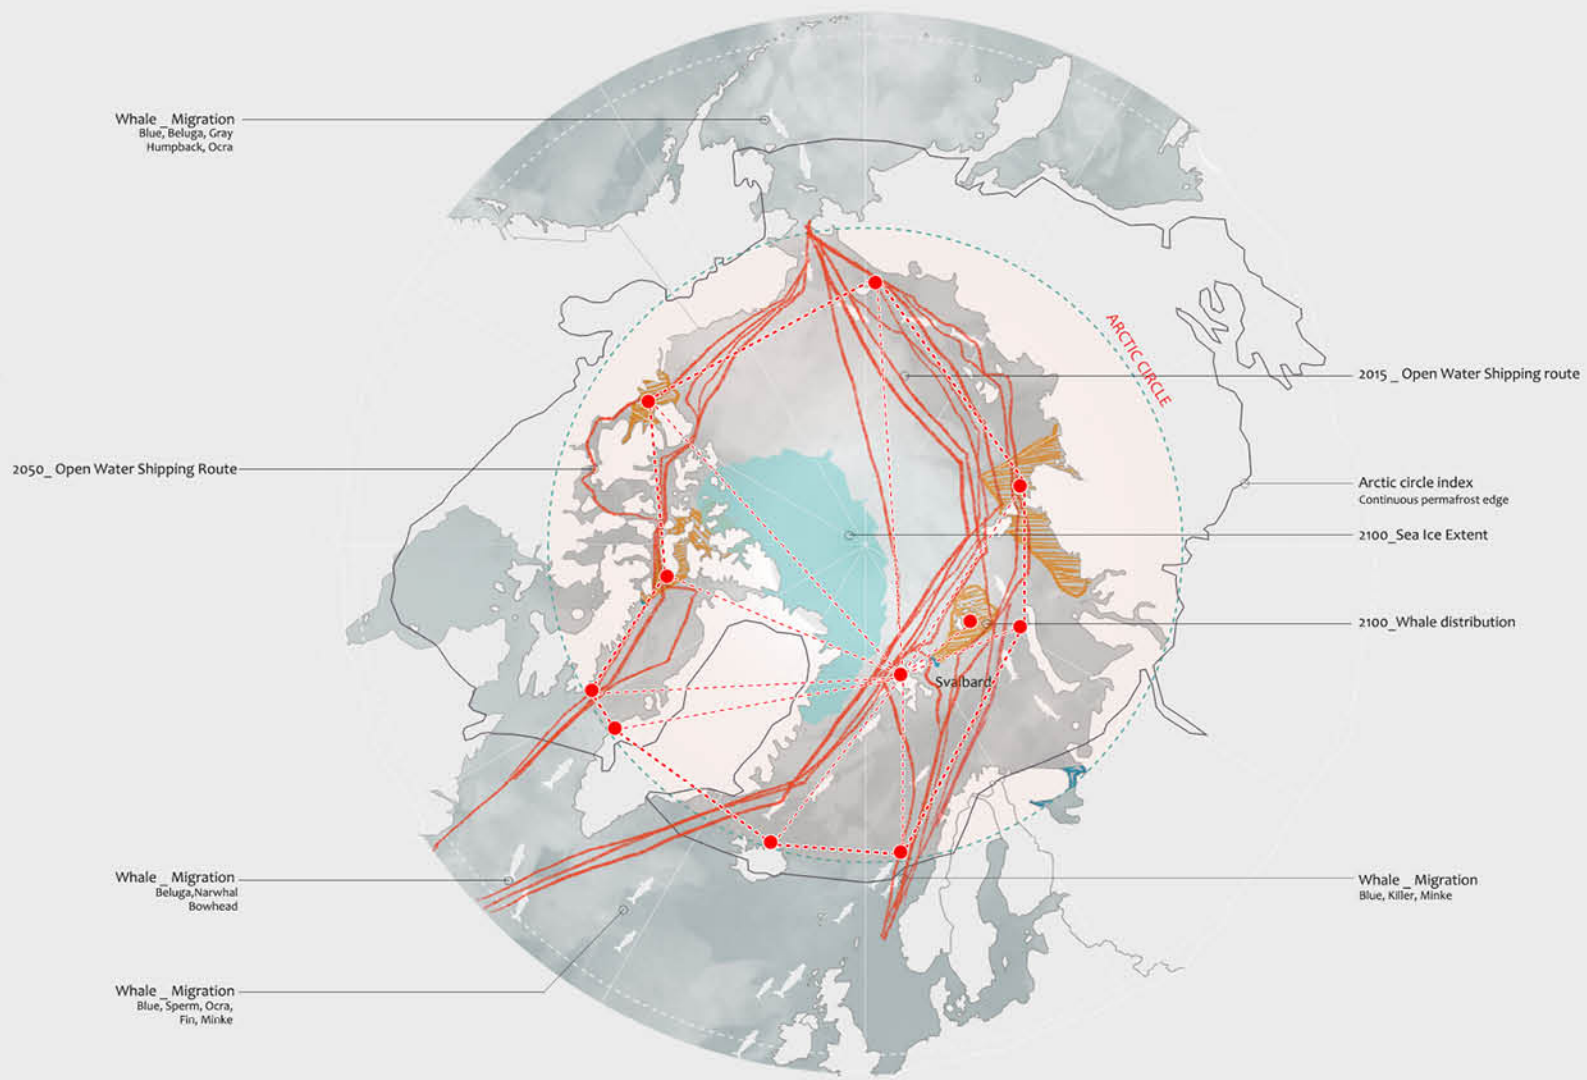 Whale _ Migration
Blue, Beluga, Gray
Humpback, Ocra
ARCTIC CIRCLE
2015 _ Open Water Shipping route
2050_ Open Water Shipping Route
Arctic circle index
Continuous permafrost edge
2100_Sea Ice Extent
2100_Whale distribution
Svalbard
Whale _ Migration
Beluga,Narwhal
Bowhead
Whale _ Migration
Blue, Killer, Minke
Whale _ Migration
Blue, Sperm, Ocra,
Fin, Minke